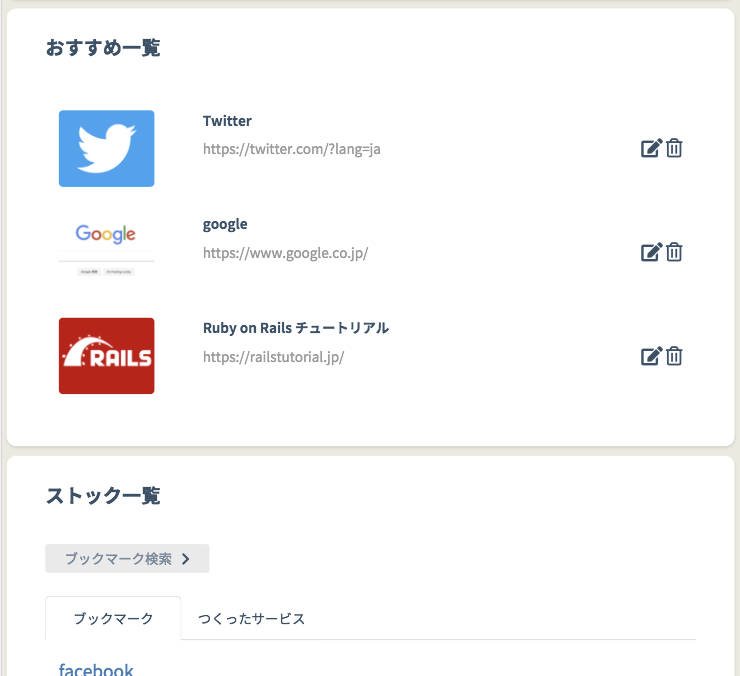 おすすめ一覧
Twitter
https://twitter.com/?lang=ja
Google
google
https://www.google.co.jp/
RAILS
Ruby on Rails チュートリアル
https://railstutorial.jp/
ストック一覧
ブックマーク検索
ブックマーク
つくったサービス
facebook